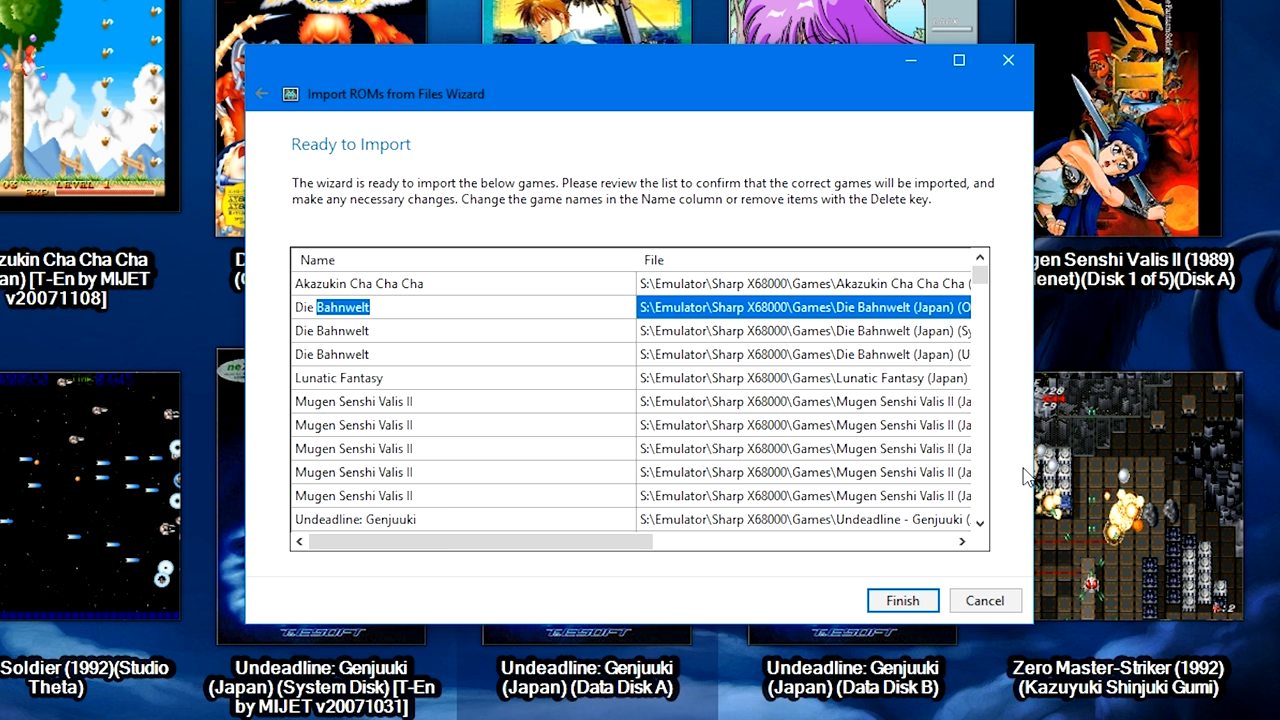 Import ROMs from Files Wizard
Ready to Import
The wizard is ready to import the below games. Please review the list to confirm that the correct games will be imported, and
make any necessary changes. Change the game names in the Name column or remove items with the Delete key.
Name File
Akazukin Cha Cha Cha S:\Emulator\Sharp X68000\Games\Akazukin Cha Cha Cha (
Die Bahnwelt S:\Emulator\Sharp X68000\Games\Die Bahnwelt (Japan) (O
Die Bahnwelt S:\Emulator\Sharp X68000\Games\Die Bahnwelt (Japan) (Sy
Die Bahnwelt S:\Emulator\Sharp X68000\Games\Die Bahnwelt (Japan) (U
Lunatic Fantasy S:\Emulator\Sharp X68000\Games\Lunatic Fantasy (Japan)
Mugen Senshi Valis II S:\Emulator\Sharp X68000\Games\Mugen Senshi Valis II (Ja
Mugen Senshi Valis II S:\Emulator\Sharp X68000\Games\Mugen Senshi Valis II (Ja
Mugen Senshi Valis II S:\Emulator\Sharp X68000\Games\Mugen Senshi Valis II (Ja
Mugen Senshi Valis II S:\Emulator\Sharp X68000\Games\Mugen Senshi Valis II (Ja
Mugen Senshi Valis II S:\Emulator\Sharp X68000\Games\Mugen Senshi Valis II (Ja
Undeadline: Genjuuki S:\Emulator\Sharp X68000\Games\Undeadline - Genjuuki (
Finish Cancel
LEVEL 1
zukin Cha Cha Cha
an) [T-En by MIJET
v20071108]
D
(
gen Senshi Valis II (1989)
lenet)(Disk 1 of 5)(Disk A)
Soldier (1992)(Studio
Theta)
Undeadline: Genjuuki
(Japan) (System Disk) [T-En
by MIJET v20071031]
Undeadline: Genjuuki
(Japan) (Data Disk A)
Undeadline: Genjuuki
(Japan) (Data Disk B)
Zero Master-Striker (1992)
(Kazuyuki Shinjuki Gumi)